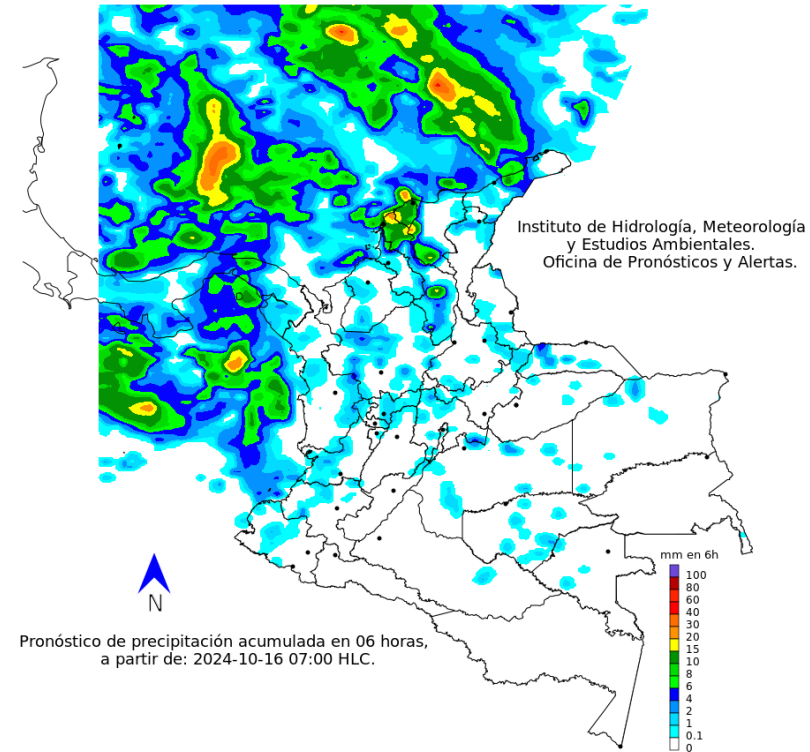 Instituto de Hidrología, Meteorología
y Estudios Ambientales.
Oficina de Pronósticos y Alertas.
mm en 6h
100
80
60
40
30
20
15
10
8
6
4
2
1
0.1
0
N
Pronóstico de precipitación acumulada en 06 horas,
a partir de: 2024-10-16 07:00 HLC.